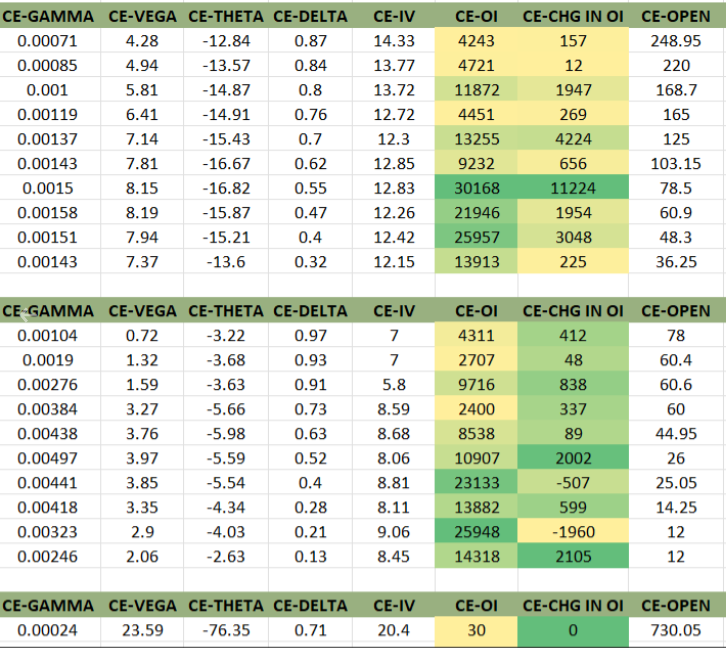 CE-GAMMA CE-VEGA CE-THETA CE-DELTA CE-IV CE-OI CE-CHG IN OI CE-OPEN
0.00071 4.28 -12.84 0.87 14.33 4243 157 248.95
0.00085 4.94 -13.57 0.84 13.77 4721 12 220
0.001 5.81 -14.87 0.8 13.72 11872 1947 168.7
0.00119 6.41 -14.91 0.76 12.72 4451 269 165
0.00137 7.14 -15.43 0.7 12.3 13255 4224 125
0.00143 7.81 -16.67 0.62 12.85 9232 656 103.15
0.0015 8.15 -16.82 0.55 12.83 30168 11224 78.5
0.00158 8.19 -15.87 0.47 12.26 21946 1954 60.9
0.00151 7.94 -15.21 0.4 12.42 25957 3048 48.3
0.00143 7.37 -13.6 0.32 12.15 13913 225 36.25
CE-GAMMA CE-VEGA CE-THETA CE-DELTA CE-IV CE-OI CE-CHG IN OI CE-OPEN
0.00104 0.72 -3.22 0.97 7 4311 412 78
0.0019 1.32 -3.68 0.93 7 2707 48 60.4
0.00276 1.59 -3.63 0.91 5.8 9716 838 60.6
0.00384 3.27 -5.66 0.73 8.59 2400 337 60
0.00438 3.76 -5.98 0.63 8.68 8538 89 44.95
0.00497 3.97 -5.59 0.52 8.06 10907 2002 26
0.00441 3.85 -5.54 0.4 8.81 23133 -507 25.05
0.00418 3.35 -4.34 0.28 8.11 13882 599 14.25
0.00323 2.9 -4.03 0.21 9.06 25948 -1960 12
0.00246 2.06 -2.63 0.13 8.45 14318 2105 12
CE-GAMMA CE-VEGA CE-THETA CE-DELTA CE-IV CE-OI CE-CHG IN OI CE-OPEN
0.00024 23.59 -76.35 0.71 20.4 30 0 730.05